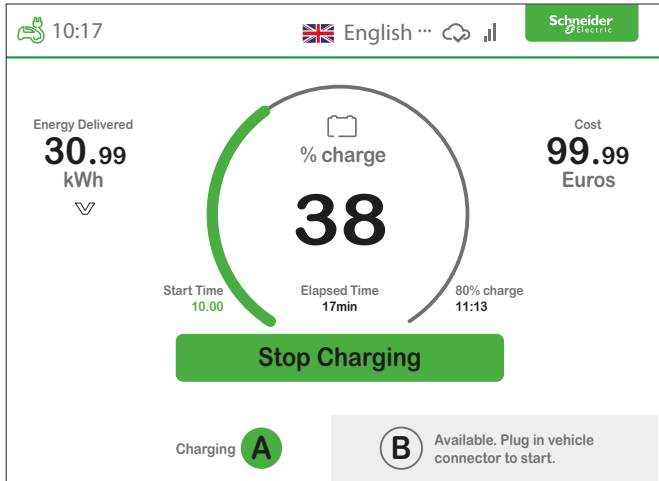 10:17
English ...
Schneider
Electric
Energy Delivered
30.99
kWh
% charge
38
Cost
99.99
Euros
Start Time
10.00
Elapsed Time
17min
80% charge
11:13
Stop Charging
Charging A
B
Available. Plug in vehicle
connector to start.